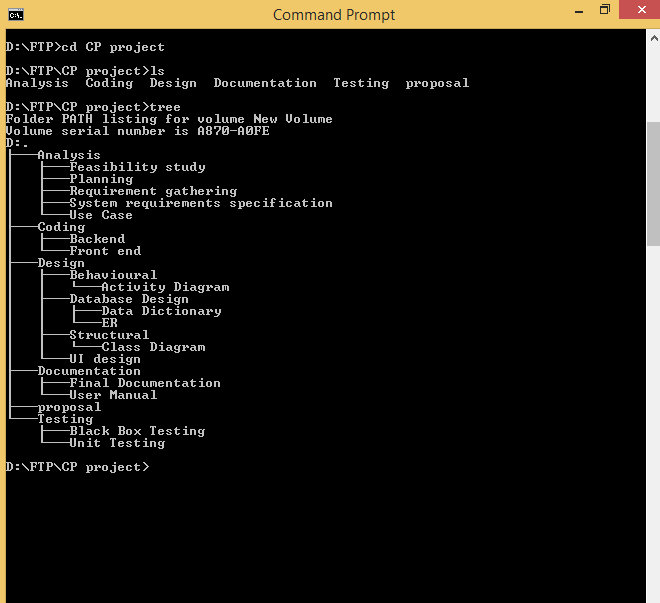 Command Prompt
D:\FTP>cd CP project
D:\FTP\CP project>ls
Analysis  Coding  Design  Documentation  Testing  proposal
D:\FTP\CP project>tree
Folder PATH listing for volume New Volume
Volume serial number is A870-A0FE
D:.
├───Analysis
│   ├───Feasibility study
│   ├───Planning
│   ├───Requirement gathering
│   ├───System requirements specification
│   └───Use Case
├───Coding
│   ├───Backend
│   └───Front end
├───Design
│   ├───Behavioural
│   │   └───Activity Diagram
│   ├───Database Design
│   │   ├───Data Dictionary
│   │   └───ER
│   ├───Structural
│   │   └───Class Diagram
│   └───UI design
├───Documentation
│   ├───Final Documentation
│   └───User Manual
├───proposal
└───Testing
    ├───Black Box Testing
    └───Unit Testing
D:\FTP\CP project>